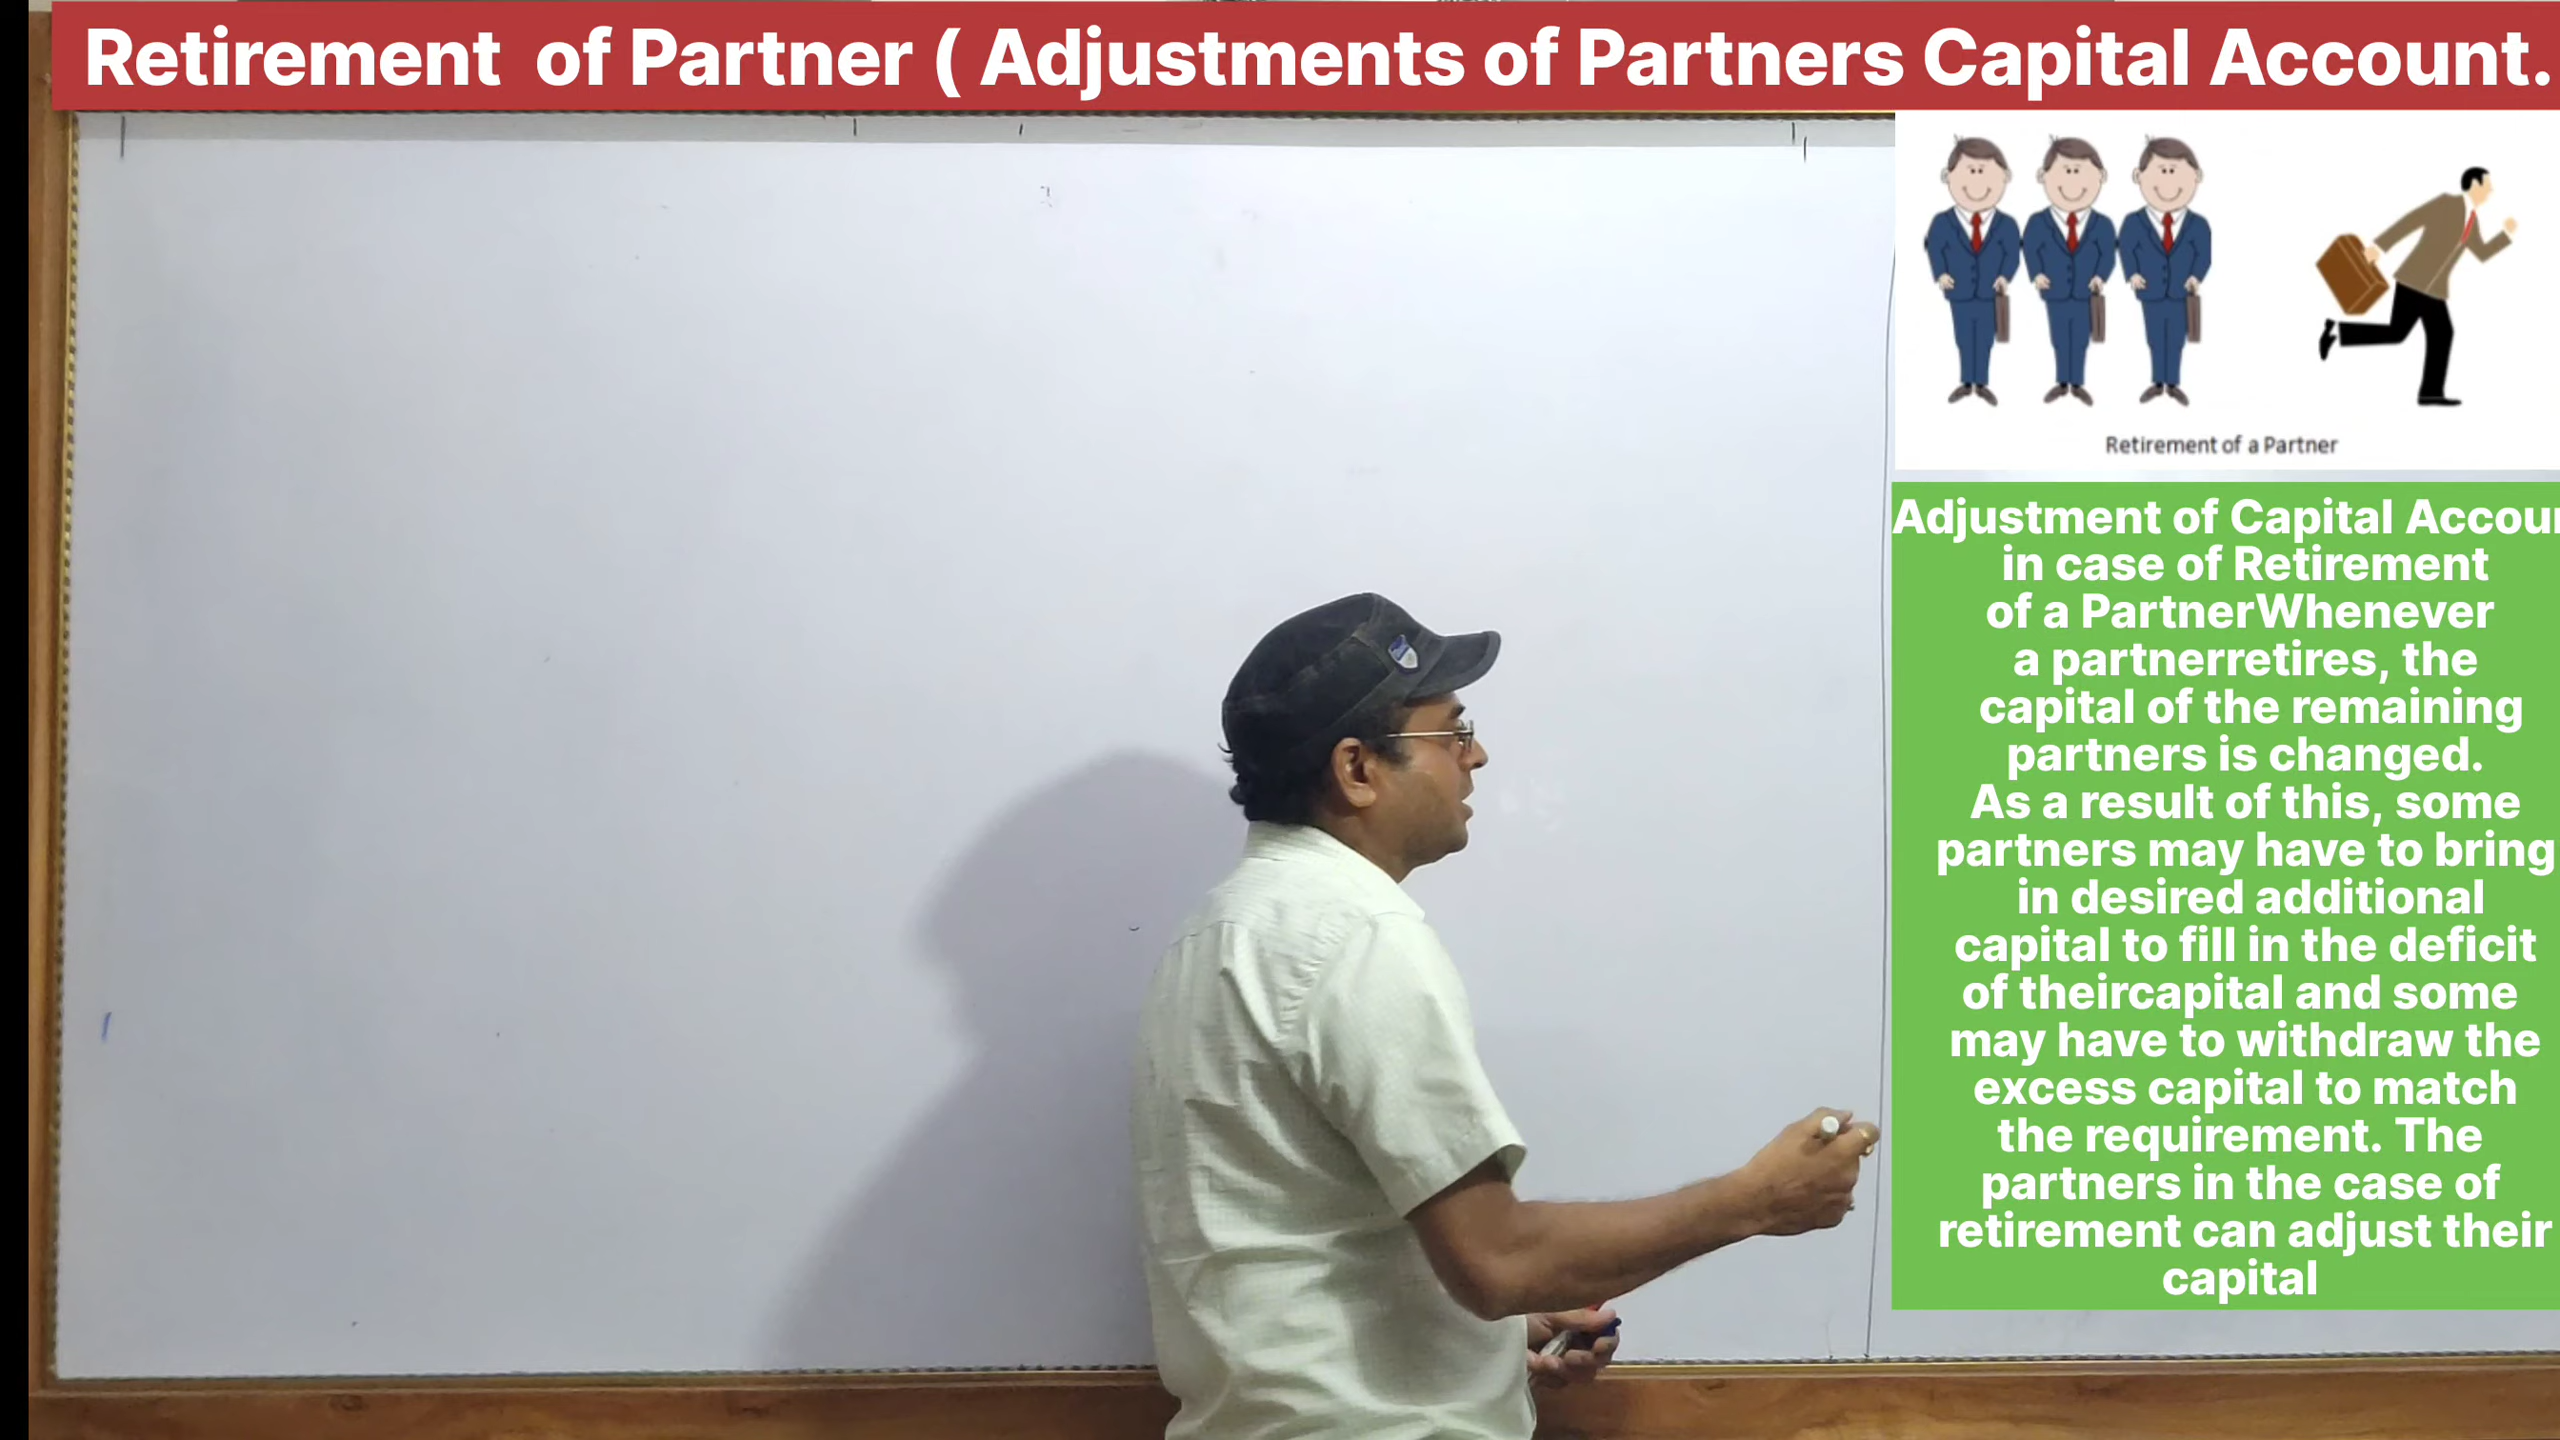 Retirement of Partner ( Adjustments of Partners Capital Account.
Retirement of a Partner
Adjustment of Capital
in case of Retirement
of a PartnerWhenever
a partnerretires, the
capital of the remaining
partners is changed.
As a result of this, some
partners may have to bring
in desired additional
capital to fill in the deficit
of theircapital and some
may have to withdraw the
excess capital to match
the requirement. The
partners in the case of
retirement can adjust their
capital